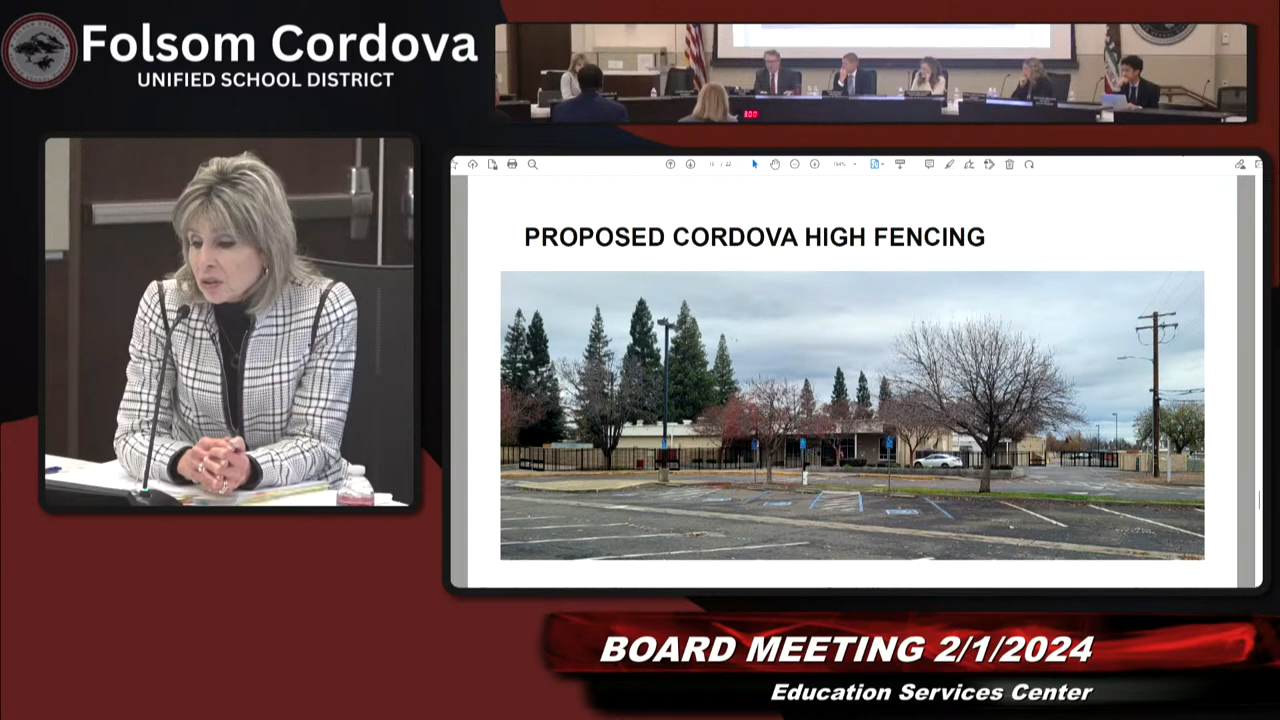 Folsom Cordova
UNIFIED SCHOOL DISTRICT
PROPOSED CORDOVA HIGH FENCING
BOARD MEETING 2/1/2024
Education Services Center